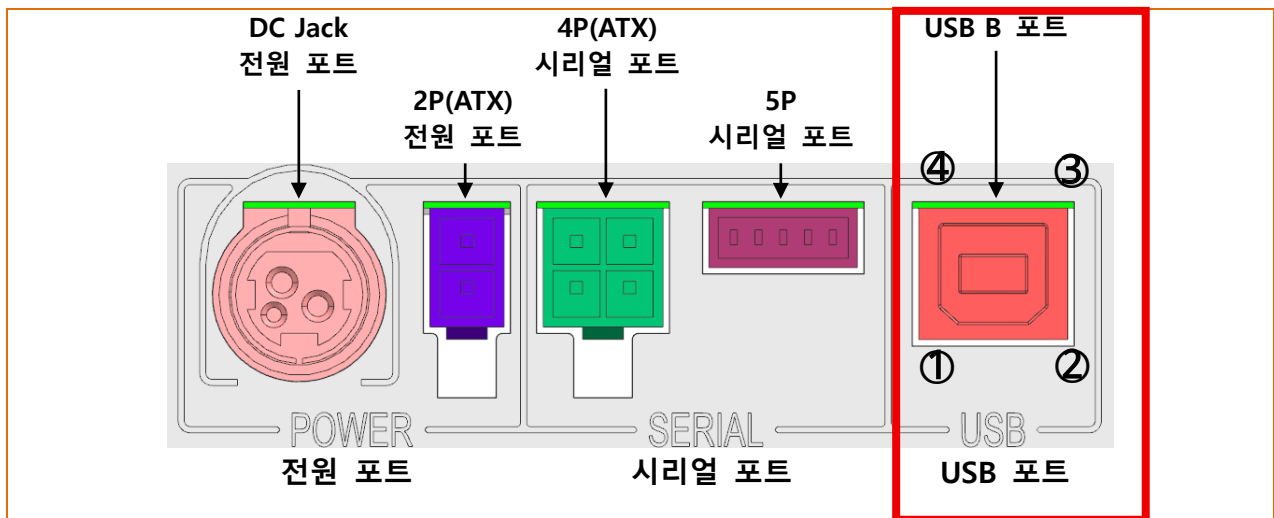 DC Jack
전원 포트
4P(ATX)
시리얼 포트
USB B 포트
2P(ATX)
전원 포트
5P
시리얼 포트
④ ③
① ②
POWER SERIAL USB
전원 포트 시리얼 포트 USB 포트